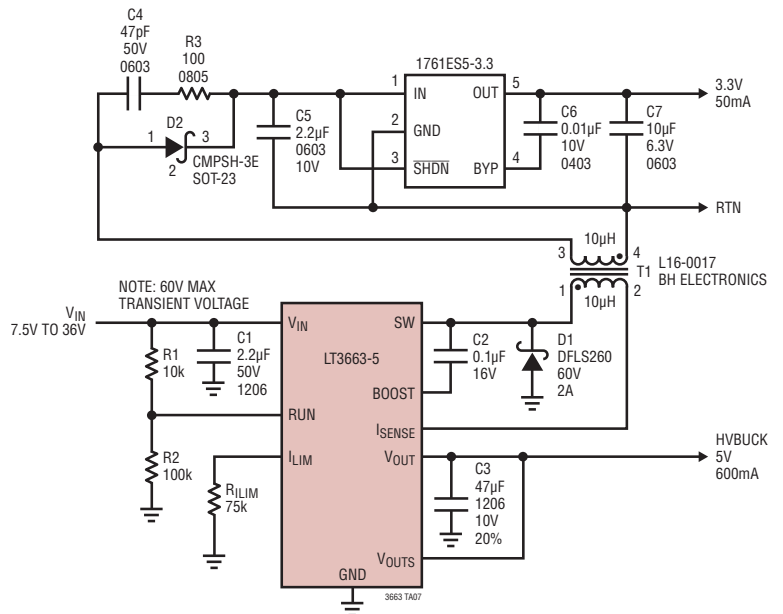 C4
47pF
50V
0603
R3
100
0805
D2
1
3
2
CMPSH-3E
SOT-23
C5
2.2µF
0603
10V
1761ES5-3.3
1
IN
OUT
5
2
GND
3
SHDN
BYP
4
C6
0.01µF
10V
0403
C7
10µF
6.3V
0603
3.3V
50mA
RTN
3
10µH
4
T1
L16-0017
BH ELECTRONICS
1
10µH
2
NOTE: 60V MAX
TRANSIENT VOLTAGE
VIN
7.5V TO 36V
R1
10k
C1
2.2µF
50V
1206
R2
100k
RILIM
75k
VIN
SW
LT3663-5
BOOST
RUN
ISENSE
ILIM
VOUT
VOUTS
GND
C2
0.1µF
16V
D1
DFLS260
60V
2A
C3
47µF
1206
10V
20%
HVBUCK
5V
600mA
3663 TA07